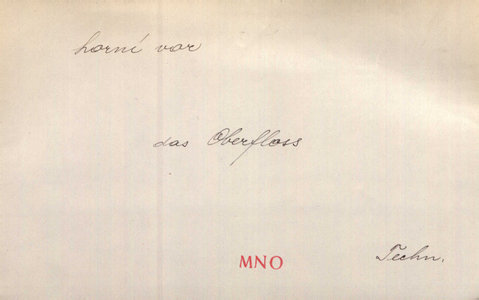 horní vor
das Oberfloss
MNO
Techn.